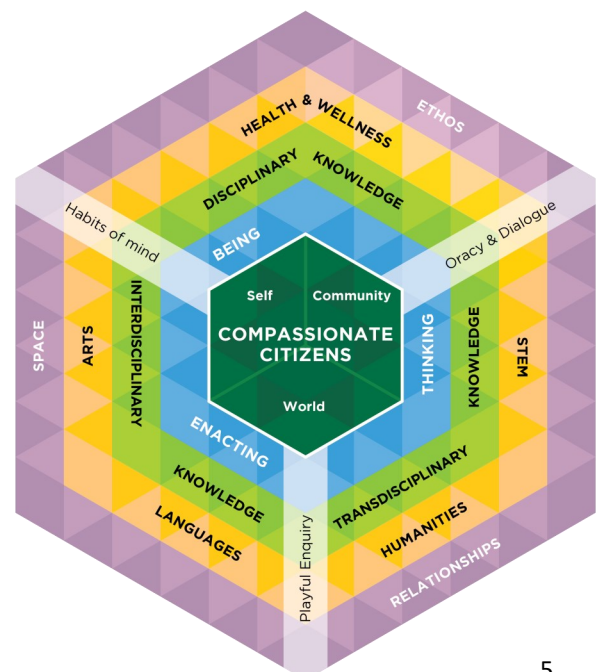 ETHOS
HEALTH & WELLNESS
DISCIPLINARY KNOWLEDGE
Habits of mind
Oracy & Dialogue
BEING
Self
Community
COMPASSIONATE
CITIZENS
World
THINKING
ENACTING
INTERDISCIPLINARY
KNOWLEDGE
KNOWLEDGE
TRANSDISCIPLINARY
SPACE
ARTS
STEM
LANGUAGES
HUMANITIES
Playful Enquiry
RELATIONSHIPS
5